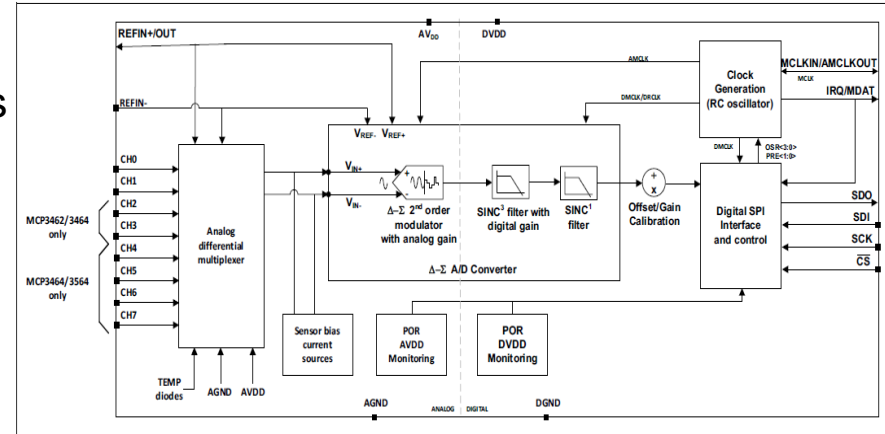 S
REFIN+/OUT
AVDD
DVDD
AMCLK
Clock
Generation
(RC oscillator)
MCLKIN/AMCLKOUT
MCLK
IRQ/MDAT
DMCLK/DRCLK
REFIN-
VREF- VREF+
DMCLK
OSR<3:0>
PRE<1:0>
CH0
CH1
CH2
CH3
CH4
CH5
CH6
CH7
MCP3462/3464
only
MCP3464/3564
only
Analog
differential
multiplexer
VIN+
VIN-
+
-
Δ–Σ 2nd order
modulator
with analog gain
SINC3 filter with
digital gain
SINC1
filter
Δ–Σ A/D Converter
+
x
Offset/Gain
Calibration
Digital SPI
Interface
and control
SDO
SDI
SCK
CS
Sensor bias
current
sources
POR
AVDD
Monitoring
POR
DVDD
Monitoring
TEMP
diodes
AGND
AVDD
AGND
ANALOG
DIGITAL
DGND